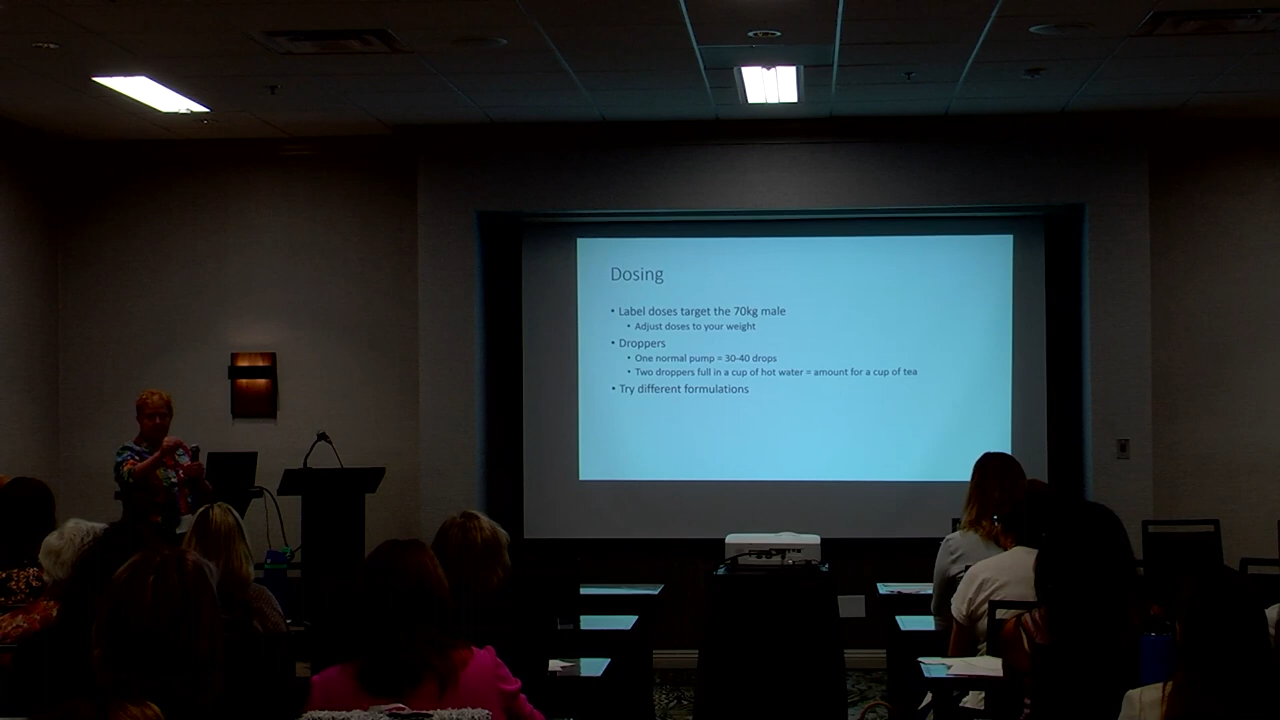 Dosing
• Label doses target the 70kg male
• Adjust doses to your weight
• Droppers
• One normal pump = 30-40 drops
• Two droppers full in a cup of hot water = amount for a cup of tea
• Try different formulations